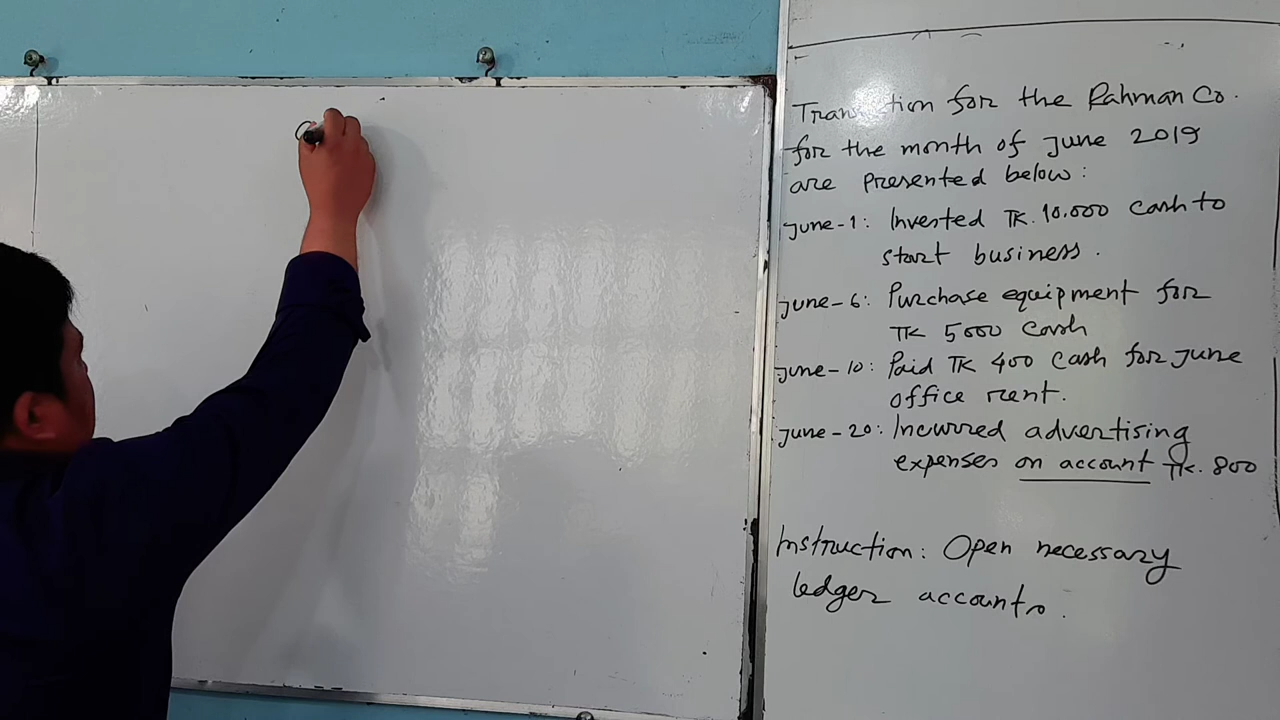 Transaction for the Rahman Co.
for the month of June 2019
are presented below:
June-1: Invested TK. 10.000 cash to
start business.
June-6: Purchase equipment for
TK 5000 cash
June-10: Paid TK 400 cash for June
office rent.
June-20: Incurred advertising
expenses on account TK. 800
Instruction: Open necessary
ledger accounts.